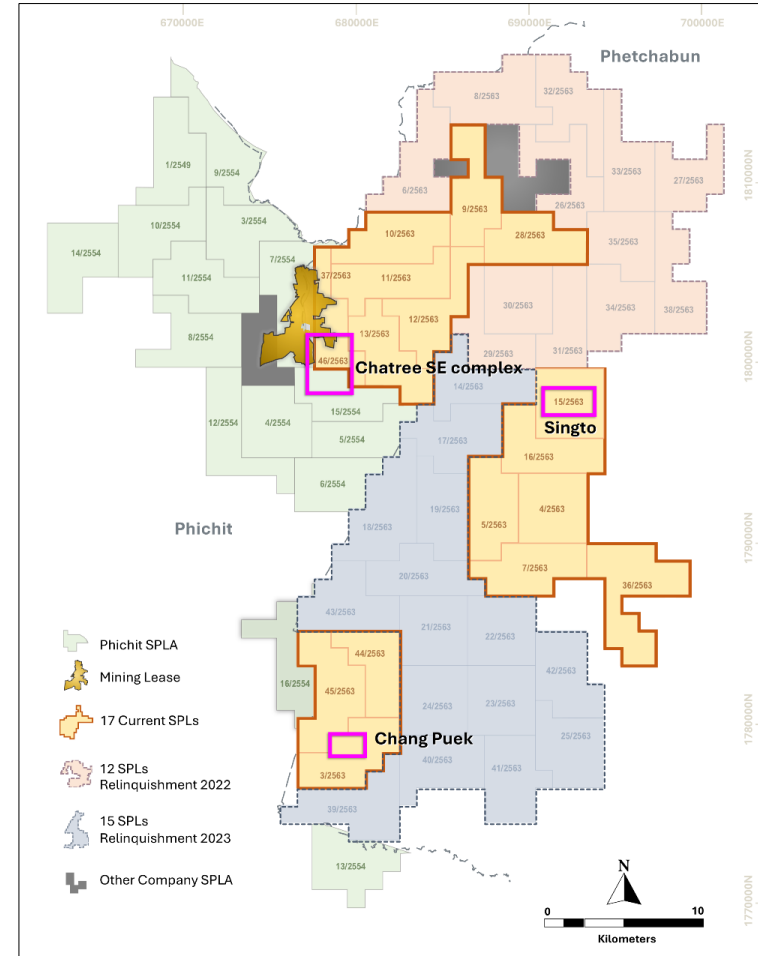 670000E
680000E
690000E
700000E
Phetchabun
8/2563
32/2563
1810000N
1/2549
9/2554
6/2563
33/2563
27/2563
9/2563
26/2563
10/2554
3/2554
10/2563
28/2563
35/2563
14/2554
7/2554
37/2563
11/2554
11/2563
30/2563
34/2563
38/2563
12/2563
13/2563
8/2554
29/2563
31/2563
1800000N
46/2563
Chatree SE complex
14/2563
15/2563
15/2554
12/2554
4/2554
Singto
5/2554
17/2563
16/2563
6/2554
19/2563
4/2563
Phichit
18/2563
5/2563
1790000N
7/2563
20/2563
36/2563
43/2563
21/2563
22/2563
Phichit SPLA
44/2563
42/2563
Mining Lease
16/2554
45/2563
24/2563
23/2563
17 Current SPLs
1780000N
Chang Puek
25/2563
40/2563
41/2563
12 SPLs
Relinquishment 2022
3/2563
39/2563
15 SPLs
Relinquishment 2023
13/2554
Other Company SPLA
N
1770000N
0
10
Kilometers